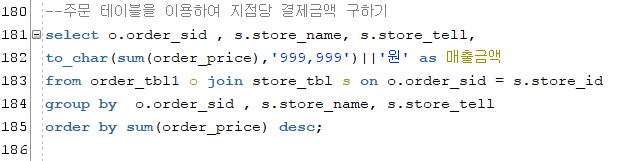 180 --주문 테이블을 이용하여 지점당 결제금액 구하기
181 select o.order_sid , s.store_name, s.store_tell,
182 to_char(sum(order_price),'999,999')||'원' as 매출금액
183 from order_tbl1 o join store_tbl s on o.order_sid = s.store_id
184 group by  o.order_sid , s.store_name, s.store_tell
185 order by sum(order_price) desc;
186